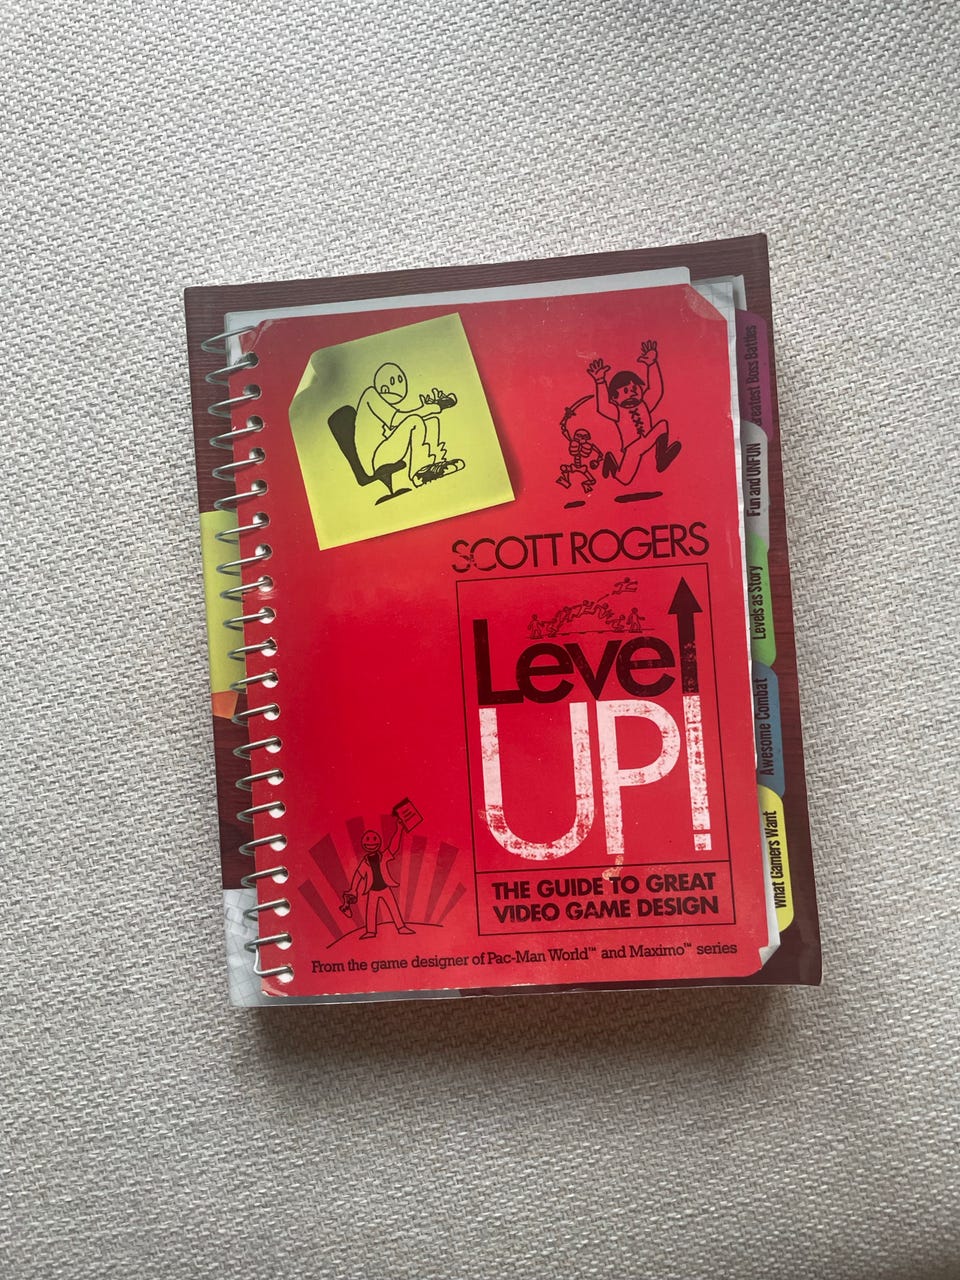 SCOTT ROGERS
Level
UP!
THE GUIDE TO GREAT
VIDEO GAME DESIGN
From the game designer of Pac-Man World™ and Maximo™ series
reatest Boss Battles
Fun and UNFUN
Levels as Story
Awesome Combat
What Gamers Want